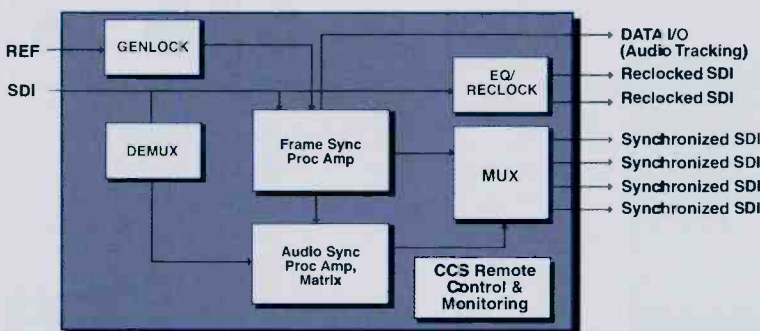 REF
SDI
GENLOCK
DEMUX
Frame Sync
Proc Amp
Audio Sync
Proc Amp,
Matrix
EQ/
RECLOCK
MUX
CCS Remote
Control &
Monitoring
DATA I/O
(Audio Tracking)
Reclocked SDI
Reclocked SDI
Synchronized SDI
Synchronized SDI
Synchronized SDI
Synchronized SDI